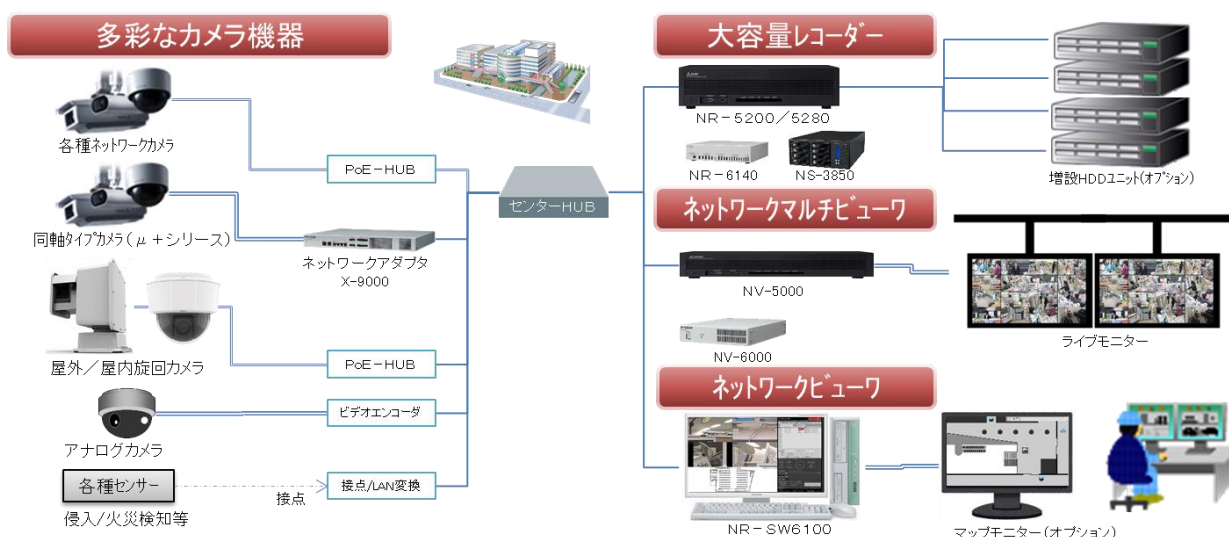 多彩なカメラ機器
各種ネットワークカメラ
PoE－HUB
同軸タイプカメラ（μ＋シリーズ）
ネットワークアダプタ
X-9000
屋外／屋内旋回カメラ
PoE－HUB
アナログカメラ
ビデオエンコーダ
各種センサー
接点
接点/LAN変換
侵入/火災検知等
センターHUB
大容量レコーダー
NR－5200／5280
NR－6140
NS－3850
増設HDDユニット（オプション）
ネットワークマルチビューワ
NV-5000
NV-6000
ライブモニター
ネットワークビューワ
NR－SW6100
マップモニター（オプション）